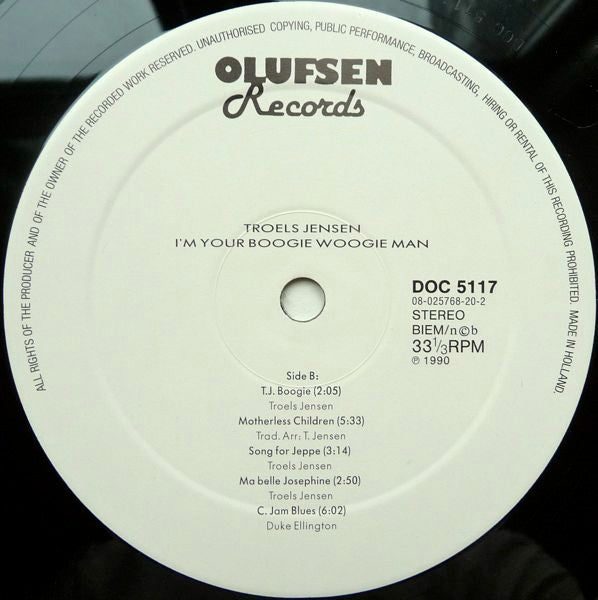 ALL RIGHTS OF THE PRODUCER AND OF THE OWNER OF THE RECORDED WORK RESERVED. UNAUTHORISED COPYING, PUBLIC PERFORMANCE, BROADCASTING, HIRING OR RENTAL OF THIS RECORDING PROHIBITED. MADE IN HOLLAND.
OLUFSEN
Records
TROELS JENSEN
I'M YOUR BOOGIE WOOGIE MAN
DOC 5117
08-025768-20-2
STEREO
BIEM/n©b
33 1/3 RPM
℗ 1990
Side B:
T.J. Boogie (2:05)
Troels Jensen
Motherless Children (5:33)
Trad. Arr: T. Jensen
Song for Jeppe (3:14)
Troels Jensen
Ma belle Josephine (2:50)
Troels Jensen
C. Jam Blues (6:02)
Duke Ellington